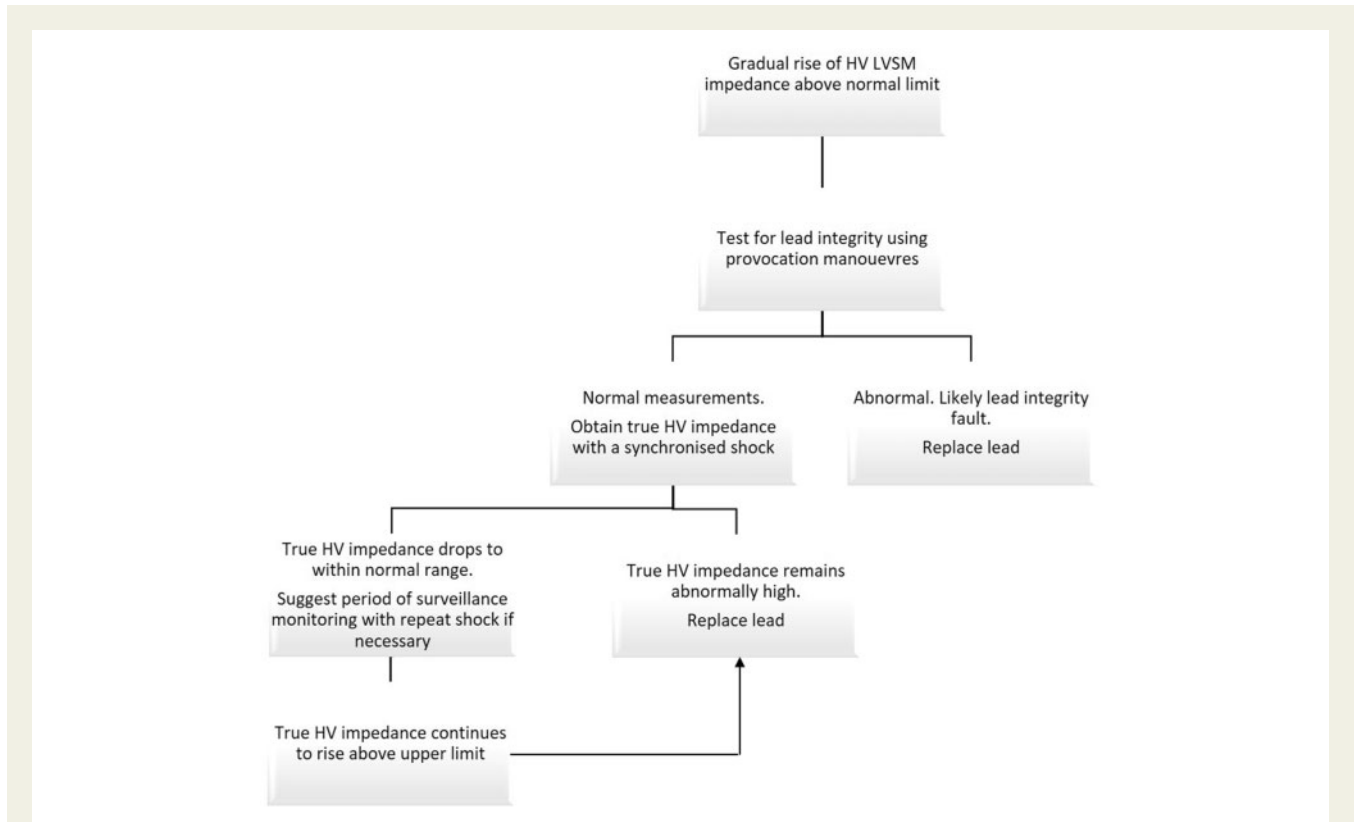 Gradual rise of HV LVSM
impedance above normal limit
Test for lead integrity using
provocation manouevres
Normal measurements.
Obtain true HV impedance
with a synchronised shock
Abnormal. Likely lead integrity
fault.
Replace lead
True HV impedance drops to
within normal range.
Suggest period of surveillance
monitoring with repeat shock if
necessary
True HV impedance remains
abnormally high.
Replace lead
True HV impedance continues
to rise above upper limit